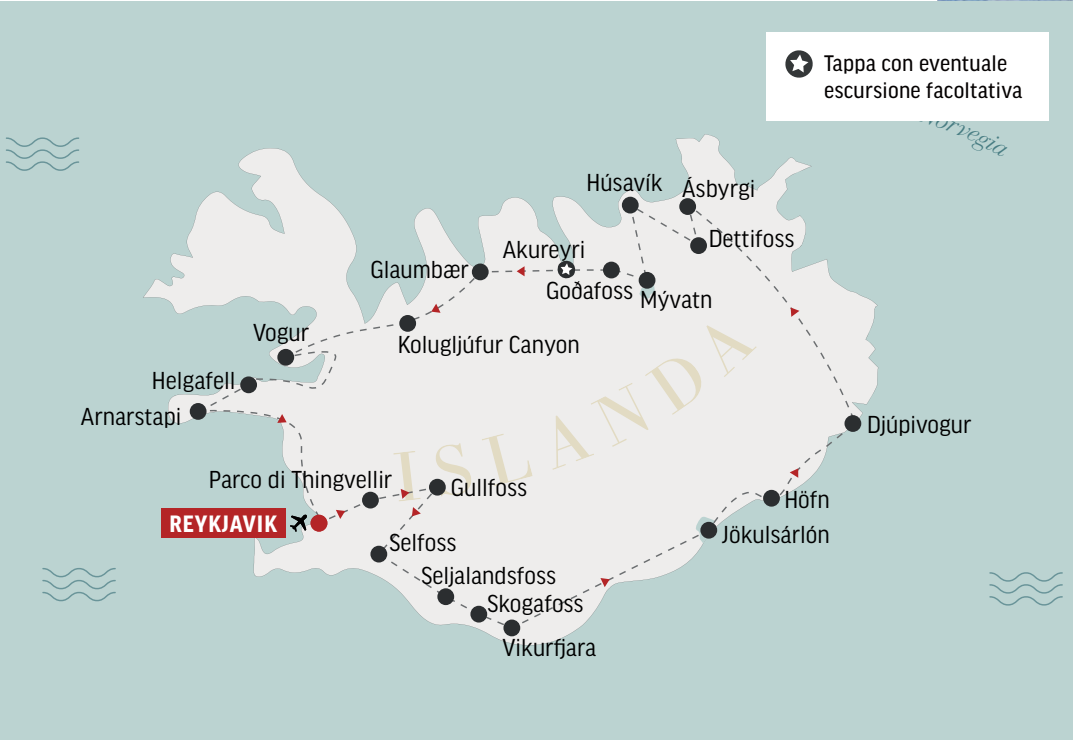 Tappa con eventuale
escursione facoltativa
Norvegia
Húsavík
Ásbyrgi
Dettifoss
Akureyri
Glaumbær
Goðafoss
Mývatn
Vogur
Kolugljúfur Canyon
Helgafell
Arnarstapi
ISLANDA
Djúpivogur
Parco di Thingvellir
Gullfoss
Höfn
REYKJAVIK
Jökulsárlón
Selfoss
Seljalandsfoss
Skogafoss
Vikurfjara